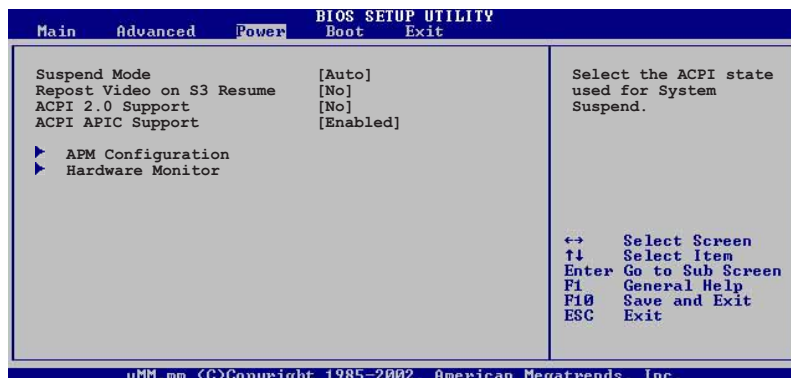 BIOS SETUP UTILITY
Main Advanced Power Boot Exit
Suspend Mode [Auto]
Repost Video on S3 Resume [No]
ACPI 2.0 Support [No]
ACPI APIC Support [Enabled]
APM Configuration
Hardware Monitor
Select the ACPI state
used for System
Suspend.
←→ Select Screen
↑↓ Select Item
Enter Go to Sub Screen
F1 General Help
F10 Save and Exit
ESC Exit
(C)Copyright 1985-2002, American Megatrends, Inc